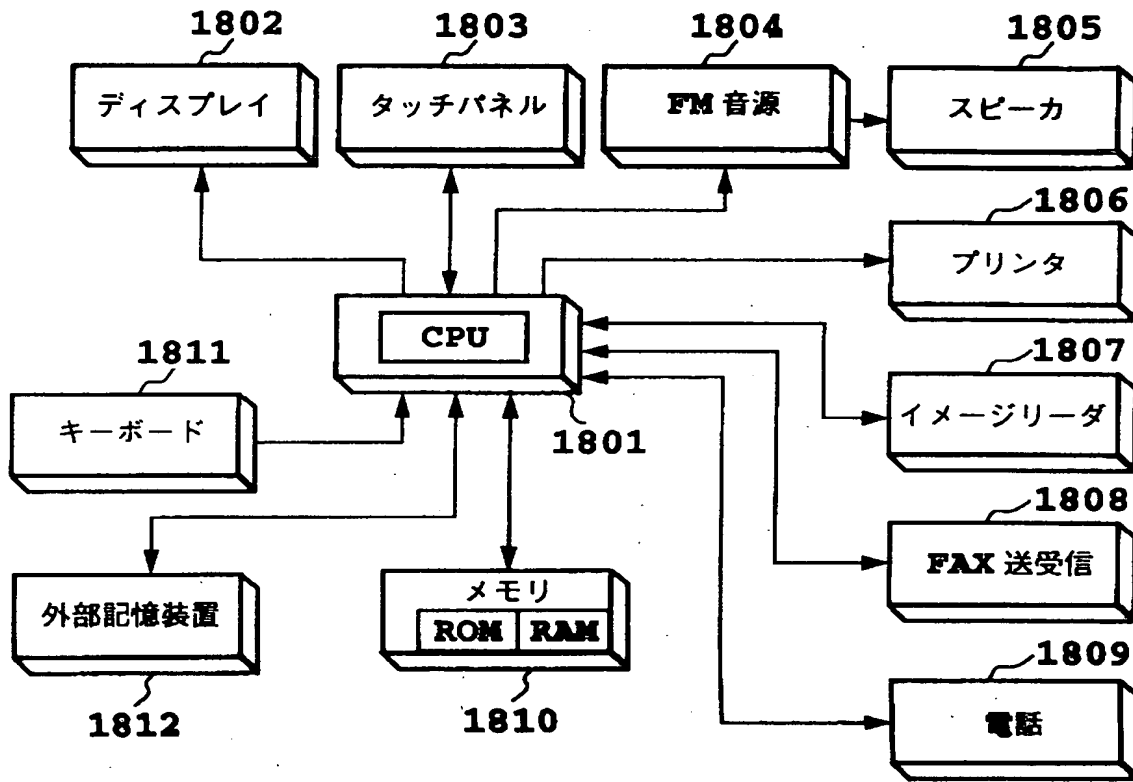 1802
1803
1804
1805
ディスプレイ
タッチパネル
FM 音源
スピーカ
1806
プリンタ
CPU
1811
1807
キーボード
1801
イメージリーダ
1808
FAX 送受信
外部記憶装置
メモリ
ROM
RAM
1809
1812
1810
電話